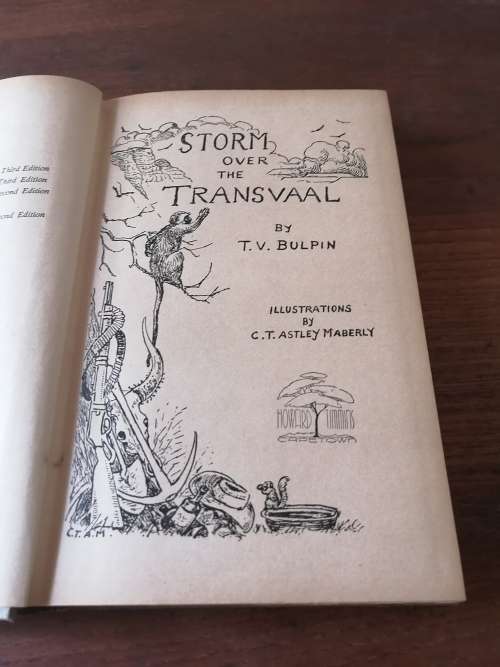 Third Edition
Third Edition
Second Edition
Second Edition
STORM
OVER
THE
TRANSVAAL
BY
T. V. BULPIN
ILLUSTRATIONS
BY
C. T. ASTLEY MABERLY
HOWARD TIMMINS
CAPETOWN
C.T.A.M.